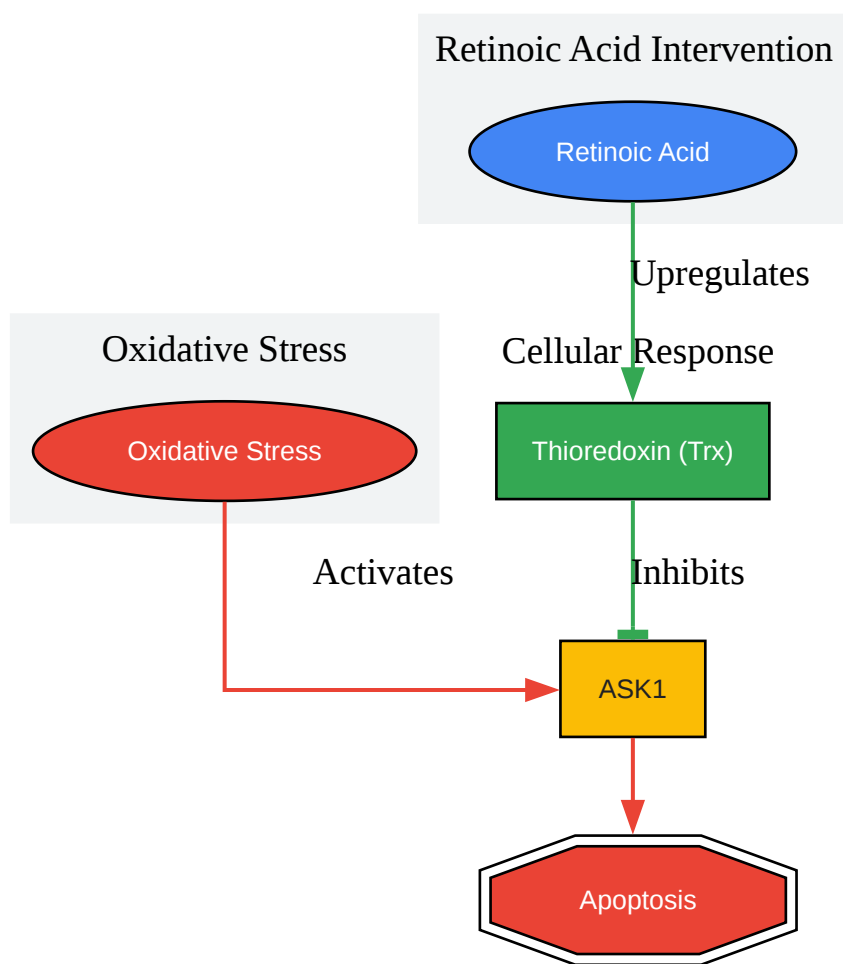 Retinoic Acid Intervention
Retinoic Acid
Upregulates
Oxidative Stress
Cellular Response
Oxidative Stress
Thioredoxin (Trx)
Activates
Inhibits
ASK1
Apoptosis